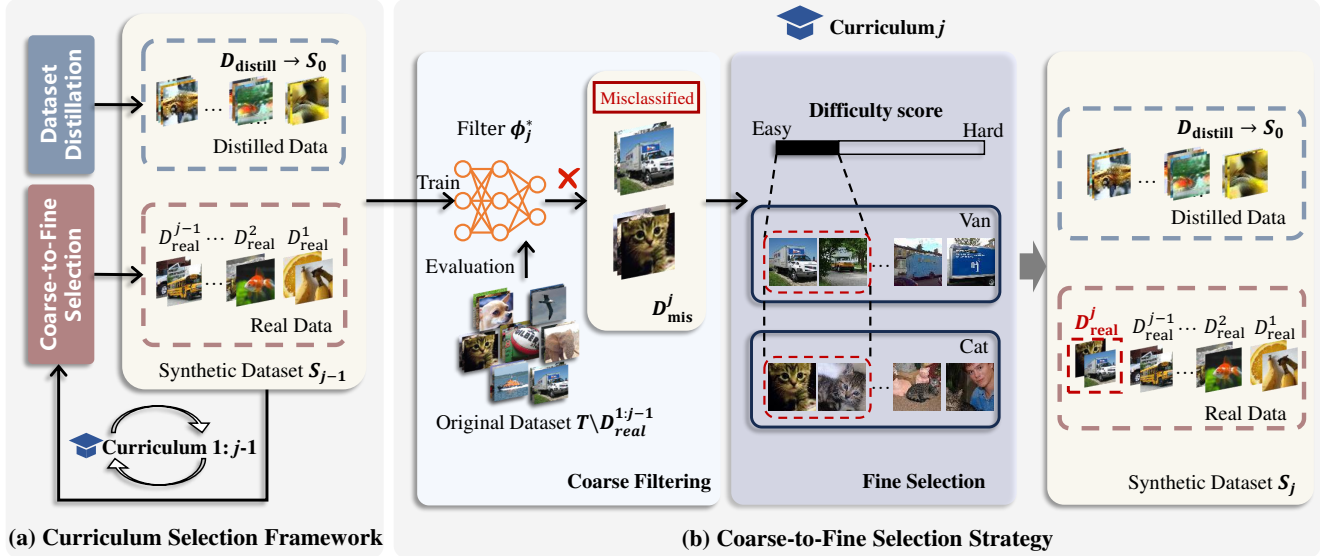 Dataset
Distillation
Coarse-to-Fine
Selection
D_distill → S_0
...
Distilled Data
D_real^{j-1} ... D_real^2 D_real^1
...
Real Data
Synthetic Dataset S_{j-1}
Curriculum 1: j-1
(a) Curriculum Selection Framework
Curriculum j
Filter ϕ_j^*
Train
Evaluation
Original Dataset T\D_{real}^{1:j-1}
Misclassified
D_mis^j
Coarse Filtering
Difficulty score
Easy Hard
Van
...
Cat
...
Fine Selection
D_distill → S_0
...
Distilled Data
D_real^j D_real^{j-1} ... D_real^2 D_real^1
...
Real Data
Synthetic Dataset S_j
(b) Coarse-to-Fine Selection Strategy